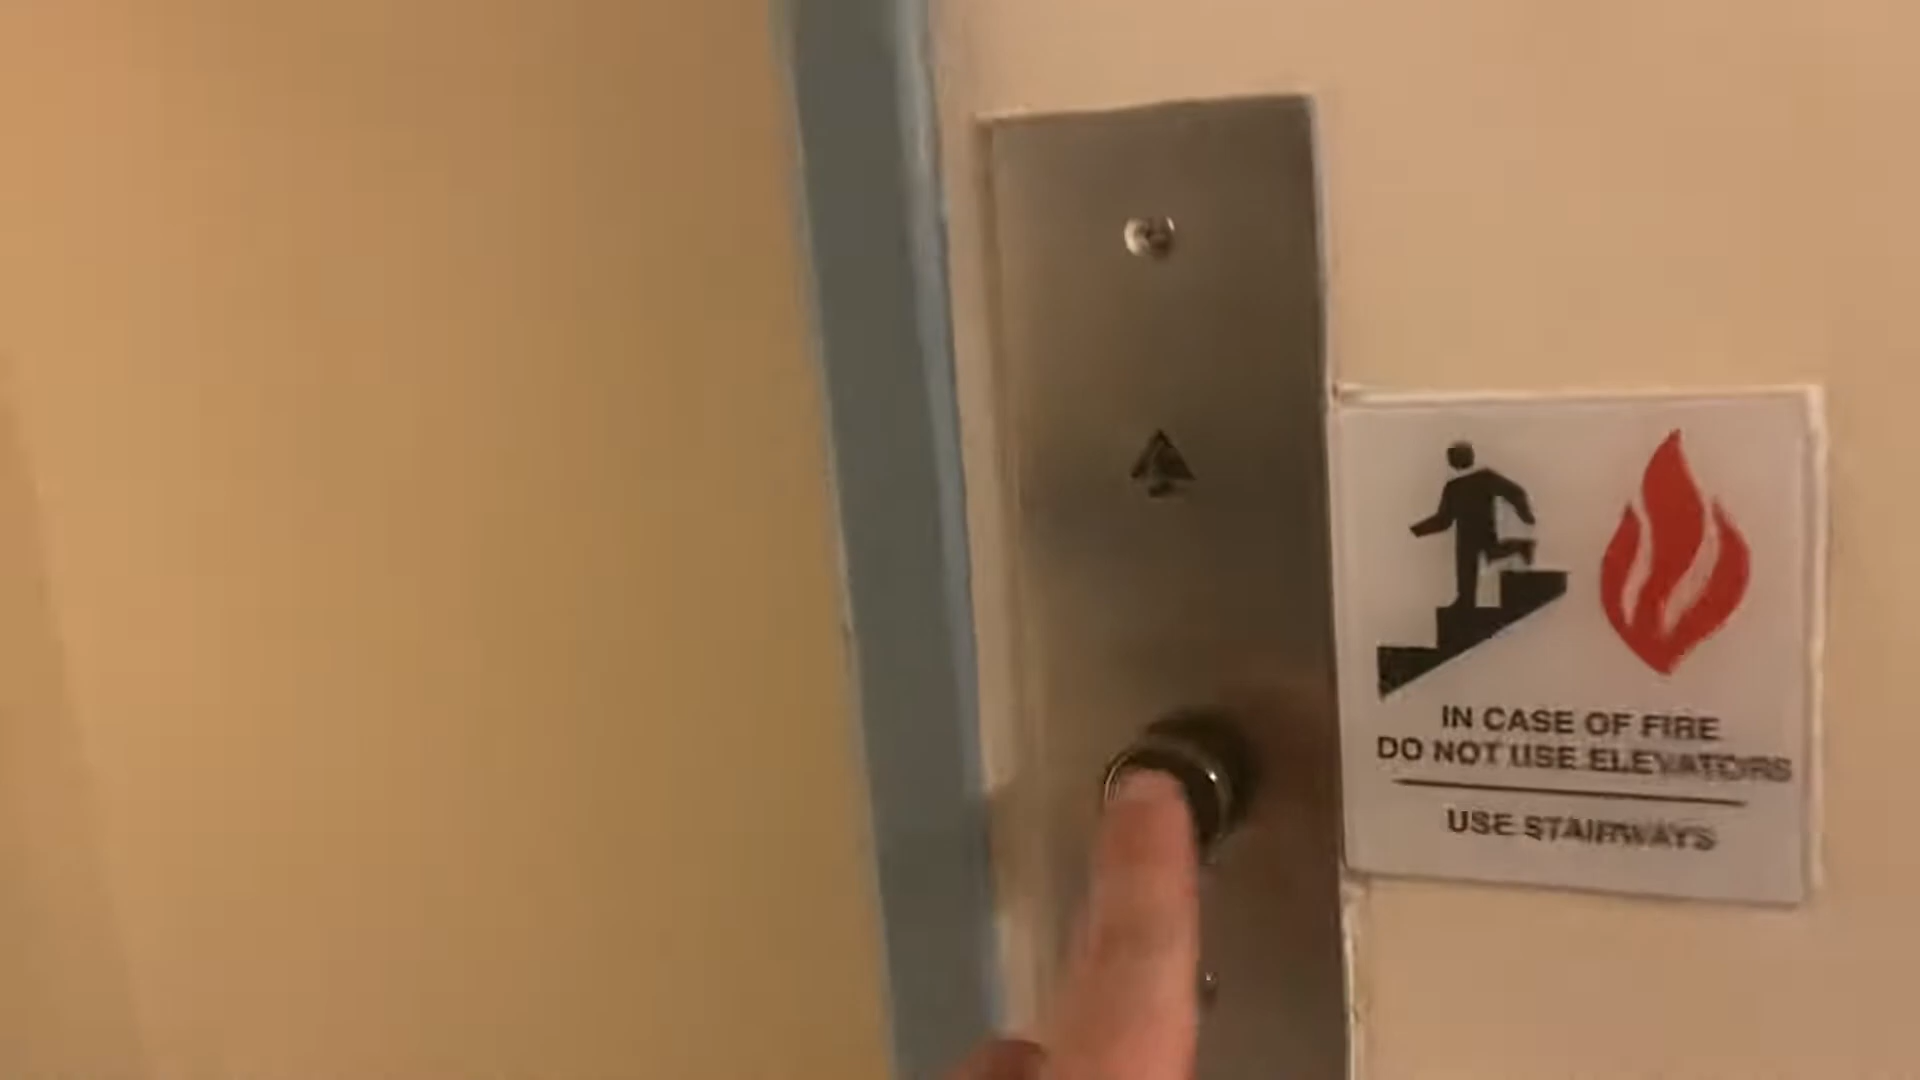 IN CASE OF FIRE
DO NOT USE ELEVATORS
USE STAIRWAYS